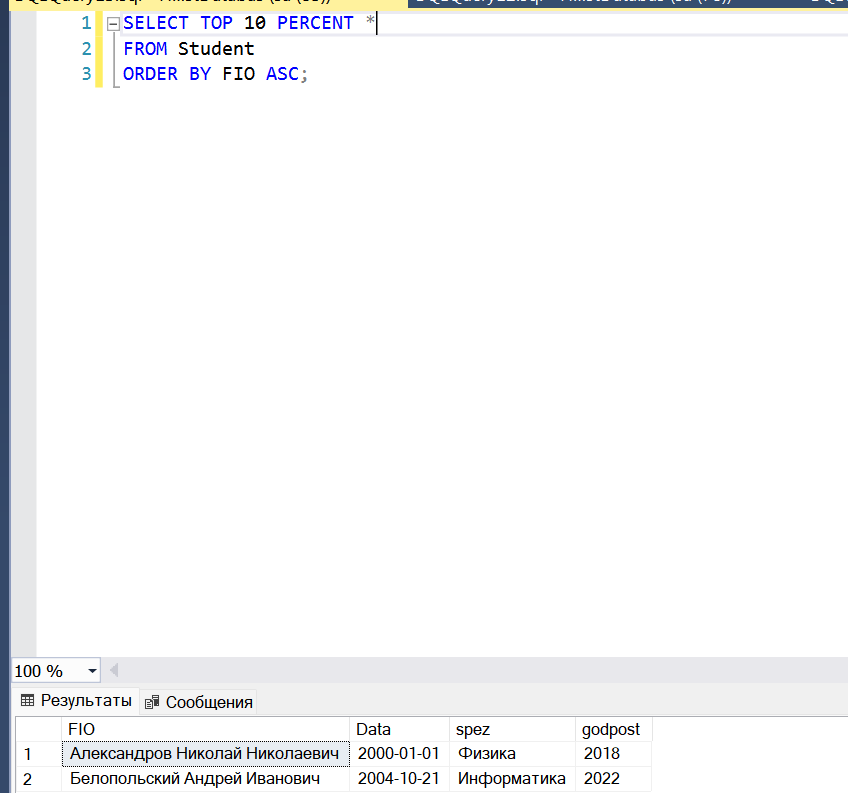 1 SELECT TOP 10 PERCENT *
2 FROM Student
3 ORDER BY FIO ASC;
100 %
Результаты Сообщения
FIO Data spez godpost
1 Александров Николай Николаевич 2000-01-01 Физика 2018
2 Белопольский Андрей Иванович 2004-10-21 Информатика 2022